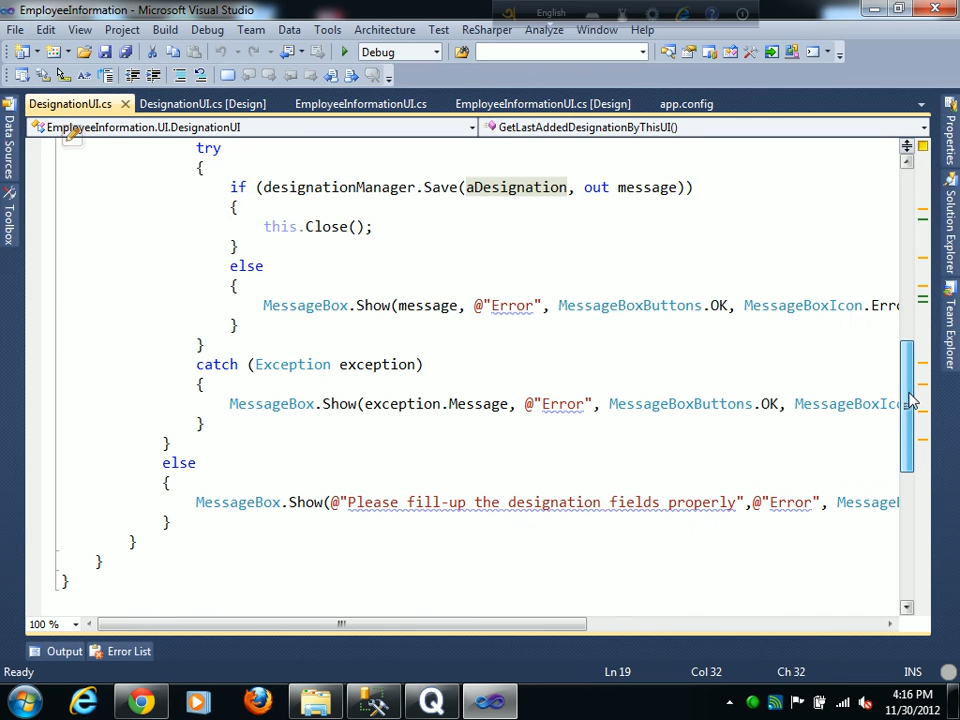 EmployeeInformation - Microsoft Visual Studio
English
File Edit View Project Build Debug Team Data Tools Architecture Test ReSharper Analyze Window Help
Debug
DesignationUI.cs DesignationUI.cs [Design] EmployeeInformationUI.cs EmployeeInformationUI.cs [Design] app.config
EmployeeInformation.UI.DesignationUI GetLastAddedDesignationByThisUI()
Data Sources
Toolbox
Properties
Solution Explorer
Team Explorer
try
{
if (designationManager.Save(aDesignation, out message))
{
this.Close();
}
else
{
MessageBox.Show(message, @"Error", MessageBoxButtons.OK, MessageBoxIcon.Erro
}
}
catch (Exception exception)
{
MessageBox.Show(exception.Message, @"Error", MessageBoxButtons.OK, MessageBoxIc
}
}
else
{
MessageBox.Show(@"Please fill-up the designation fields properly",@"Error", MessageB
}
}
}
}
100 %
Output Error List
Ready Ln 19 Col 32 Ch 32 INS
4:16 PM
11/30/2012